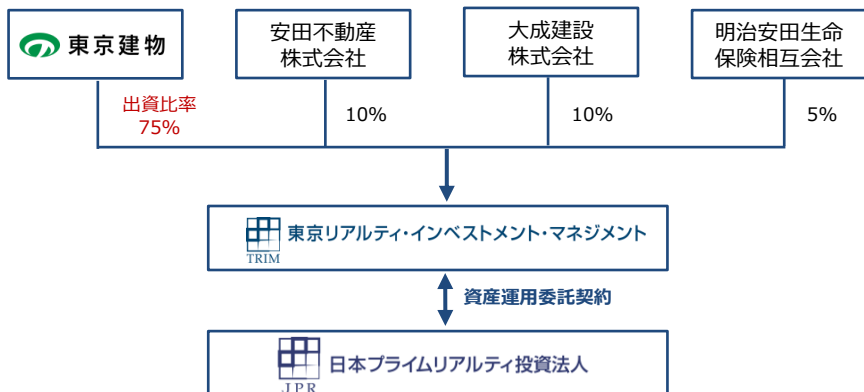 東京建物
安田不動産
株式会社
大成建設
株式会社
明治安田生命
保険相互会社
出資比率
75%
10%
10%
5%
東京リアルティ・インベストメント・マネジメント
TRIM
資産運用委託契約
日本プライムリアルティ投資法人
JPR